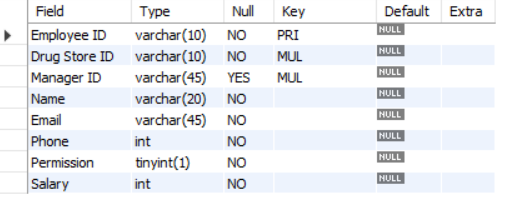 Field Type Null Key Default Extra
Employee ID varchar(10) NO PRI NULL
Drug Store ID varchar(10) NO MUL NULL
Manager ID varchar(45) YES MUL NULL
Name varchar(20) NO NULL
Email varchar(45) NO NULL
Phone int NO NULL
Permission tinyint(1) NO NULL
Salary int NO NULL